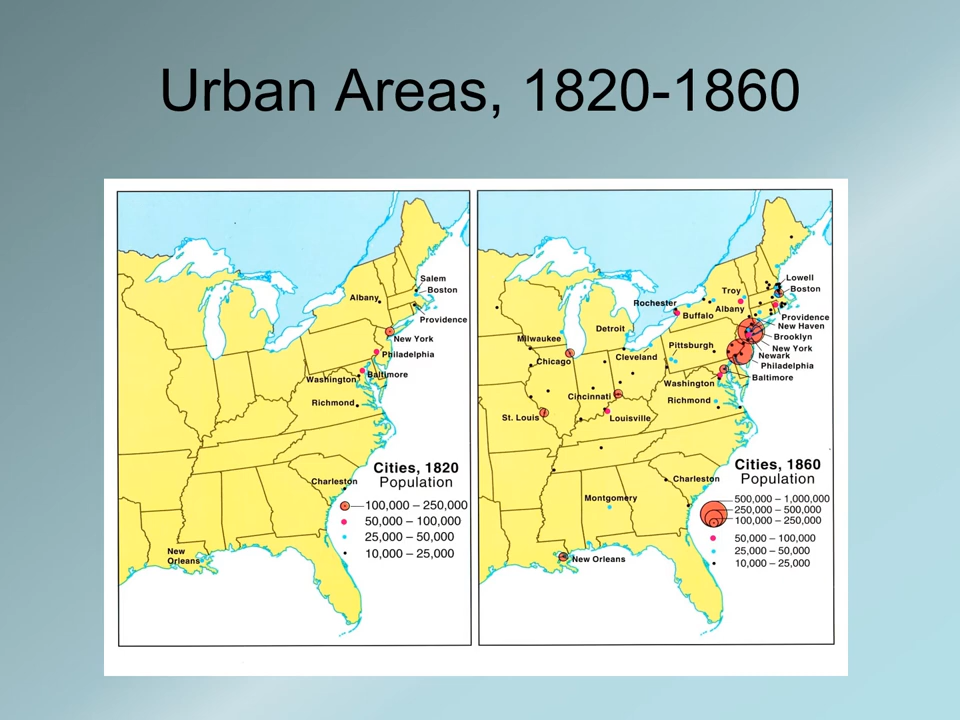 Urban Areas, 1820-1860
Salem
Boston
Albany
Providence
New York
Philadelphia
Baltimore
Washington
Richmond
Charleston
New
Orleans
Cities, 1820
Population
100,000 – 250,000
50,000 – 100,000
25,000 – 50,000
10,000 – 25,000
Lowell
Boston
Troy
Rochester
Albany
Buffalo
Providence
New Haven
Detroit
Brooklyn
Milwaukee
Pittsburgh
New York
Newark
Chicago
Cleveland
Philadelphia
Baltimore
Washington
Cincinnati
Richmond
St. Louis
Louisville
Charleston
Montgomery
New Orleans
Cities, 1860
Population
500,000 – 1,000,000
250,000 – 500,000
100,000 – 250,000
50,000 – 100,000
25,000 – 50,000
10,000 – 25,000